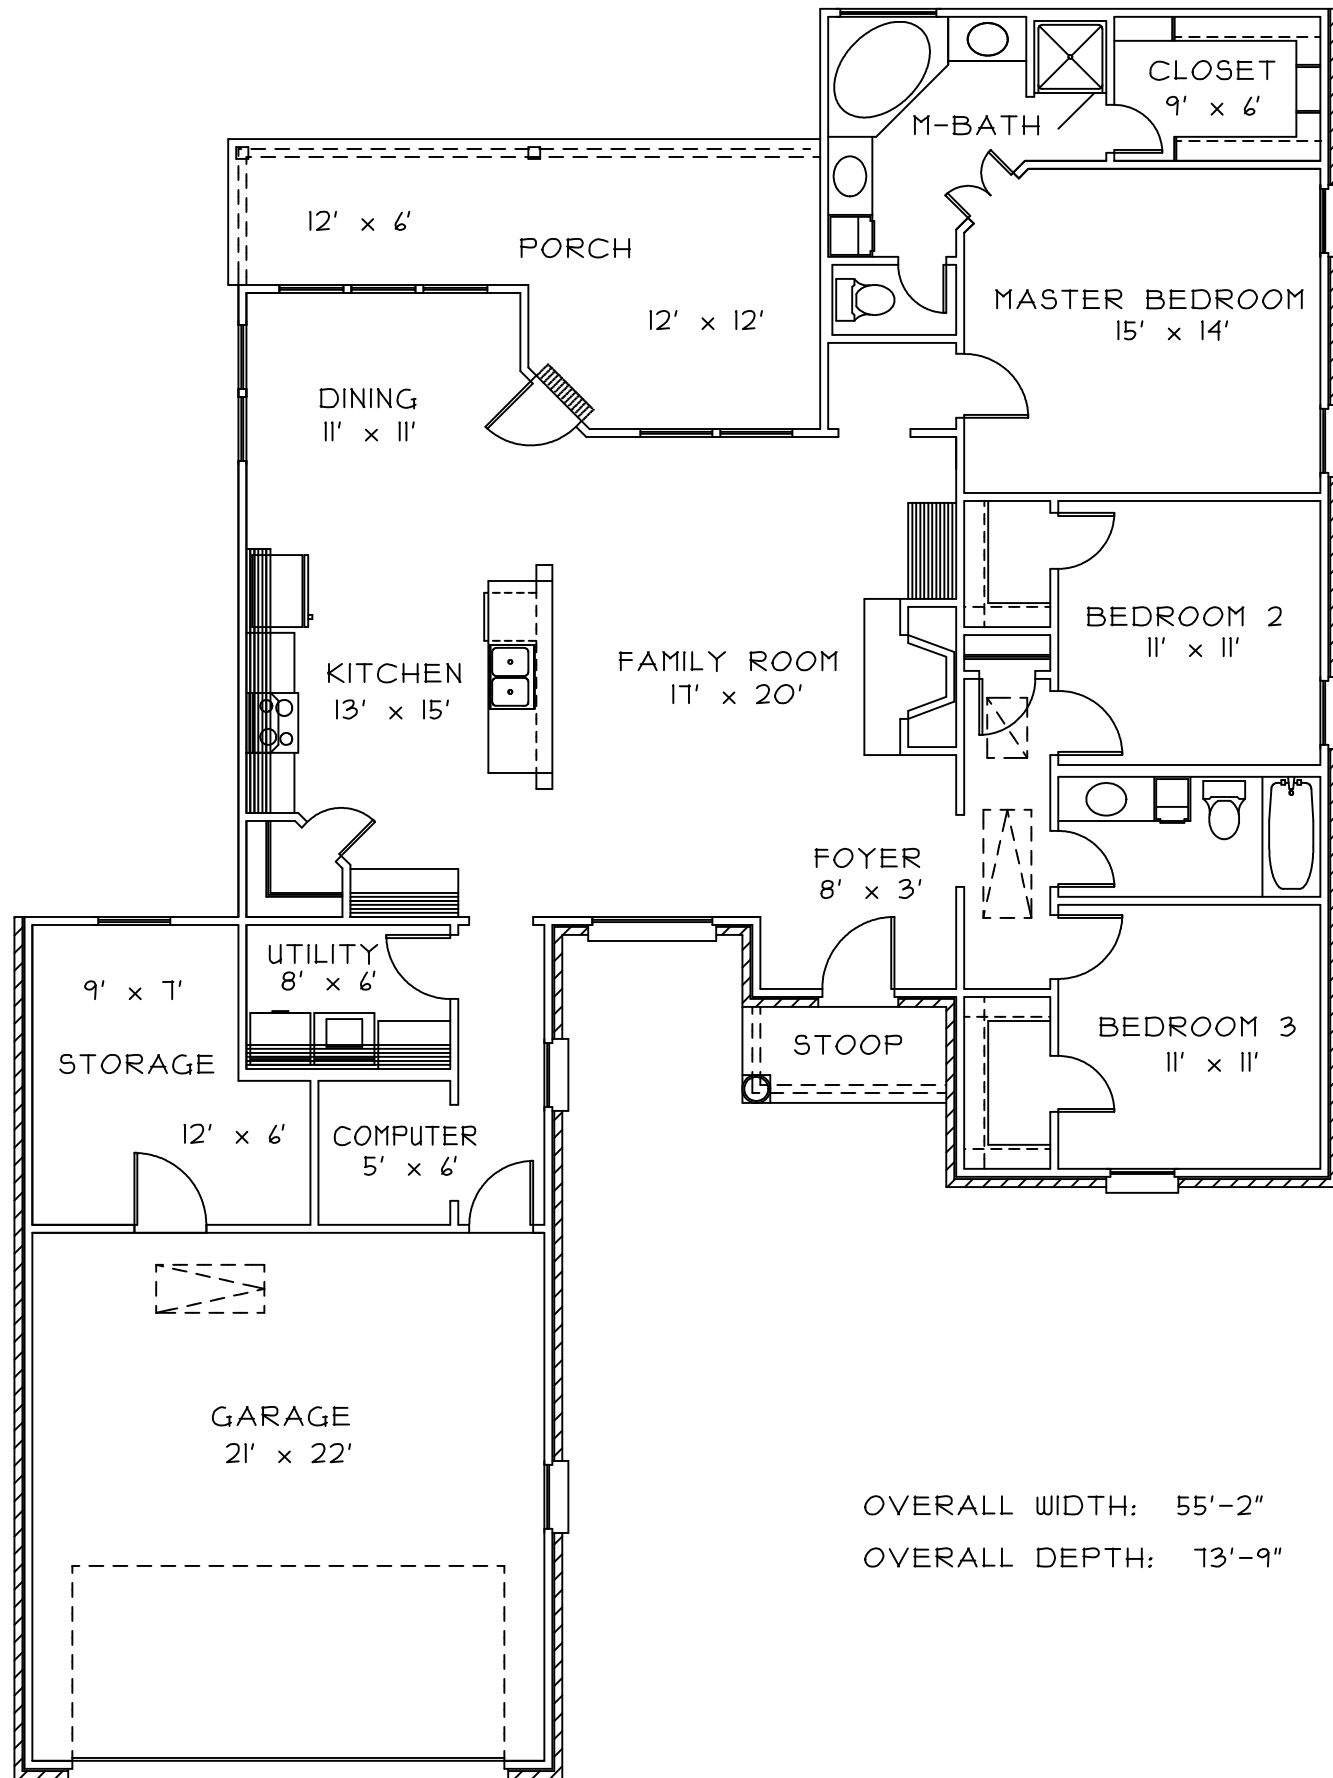 CLOSET
9' x 6'
M-BATH
12' x 6'
PORCH
12' x 12'
MASTER BEDROOM
15' x 14'
DINING
11' x 11'
BEDROOM 2
11' x 11'
KITCHEN
13' x 15'
FAMILY ROOM
17' x 20'
FOYER
8' x 3'
UTILITY
8' x 6'
9' x 7'
STORAGE
12' x 6'
STOOP
BEDROOM 3
11' x 11'
COMPUTER
5' x 6'
GARAGE
21' x 22'
OVERALL WIDTH: 55'-2"
OVERALL DEPTH: 73'-9"